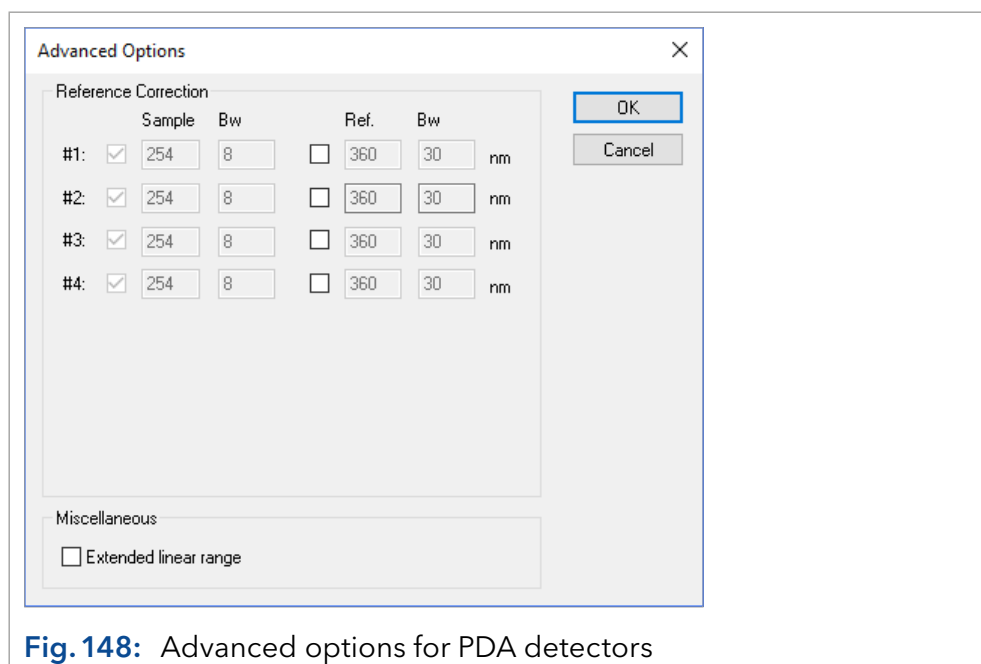 Advanced Options
Reference Correction
Sample Bw Ref. Bw
#1: 254 8 360 30 nm
#2: 254 8 360 30 nm
#3: 254 8 360 30 nm
#4: 254 8 360 30 nm
Miscellaneous
Extended linear range
OK
Cancel
Fig. 148: Advanced options for PDA detectors